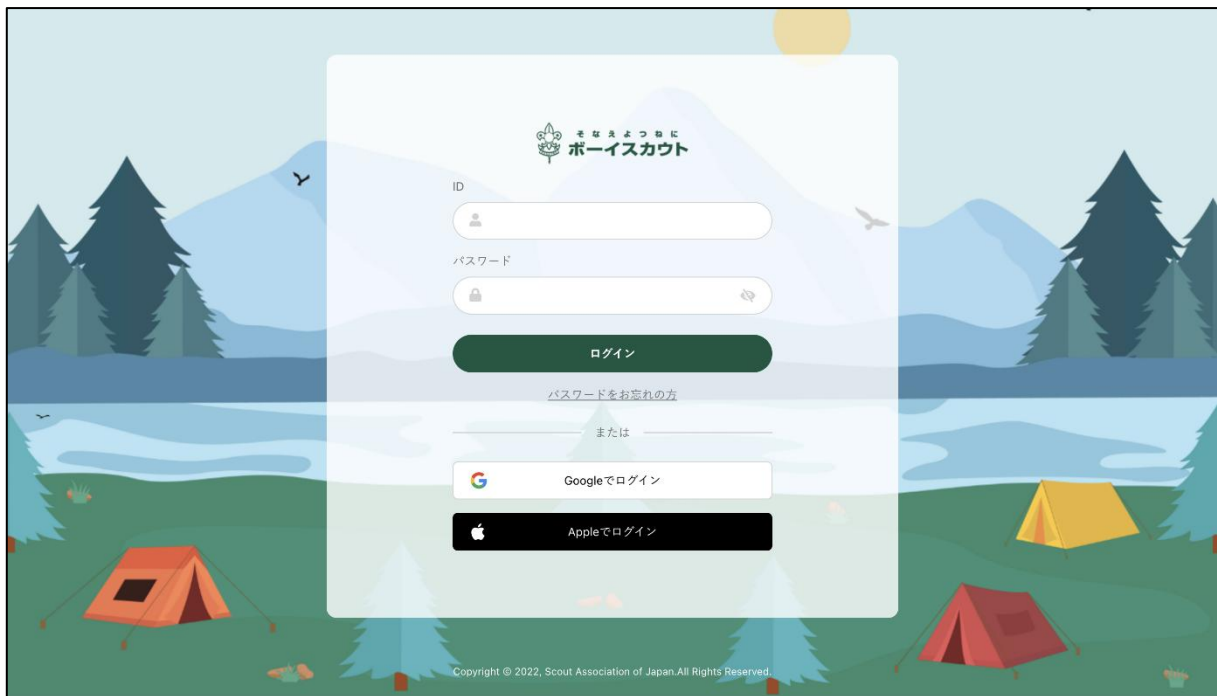 そなえよつねに
ボーイスカウト
ID
パスワード
ログイン
パスワードをお忘れの方
または
Googleでログイン
Appleでログイン
Copyright © 2022, Scout Association of Japan.All Rights Reserved.